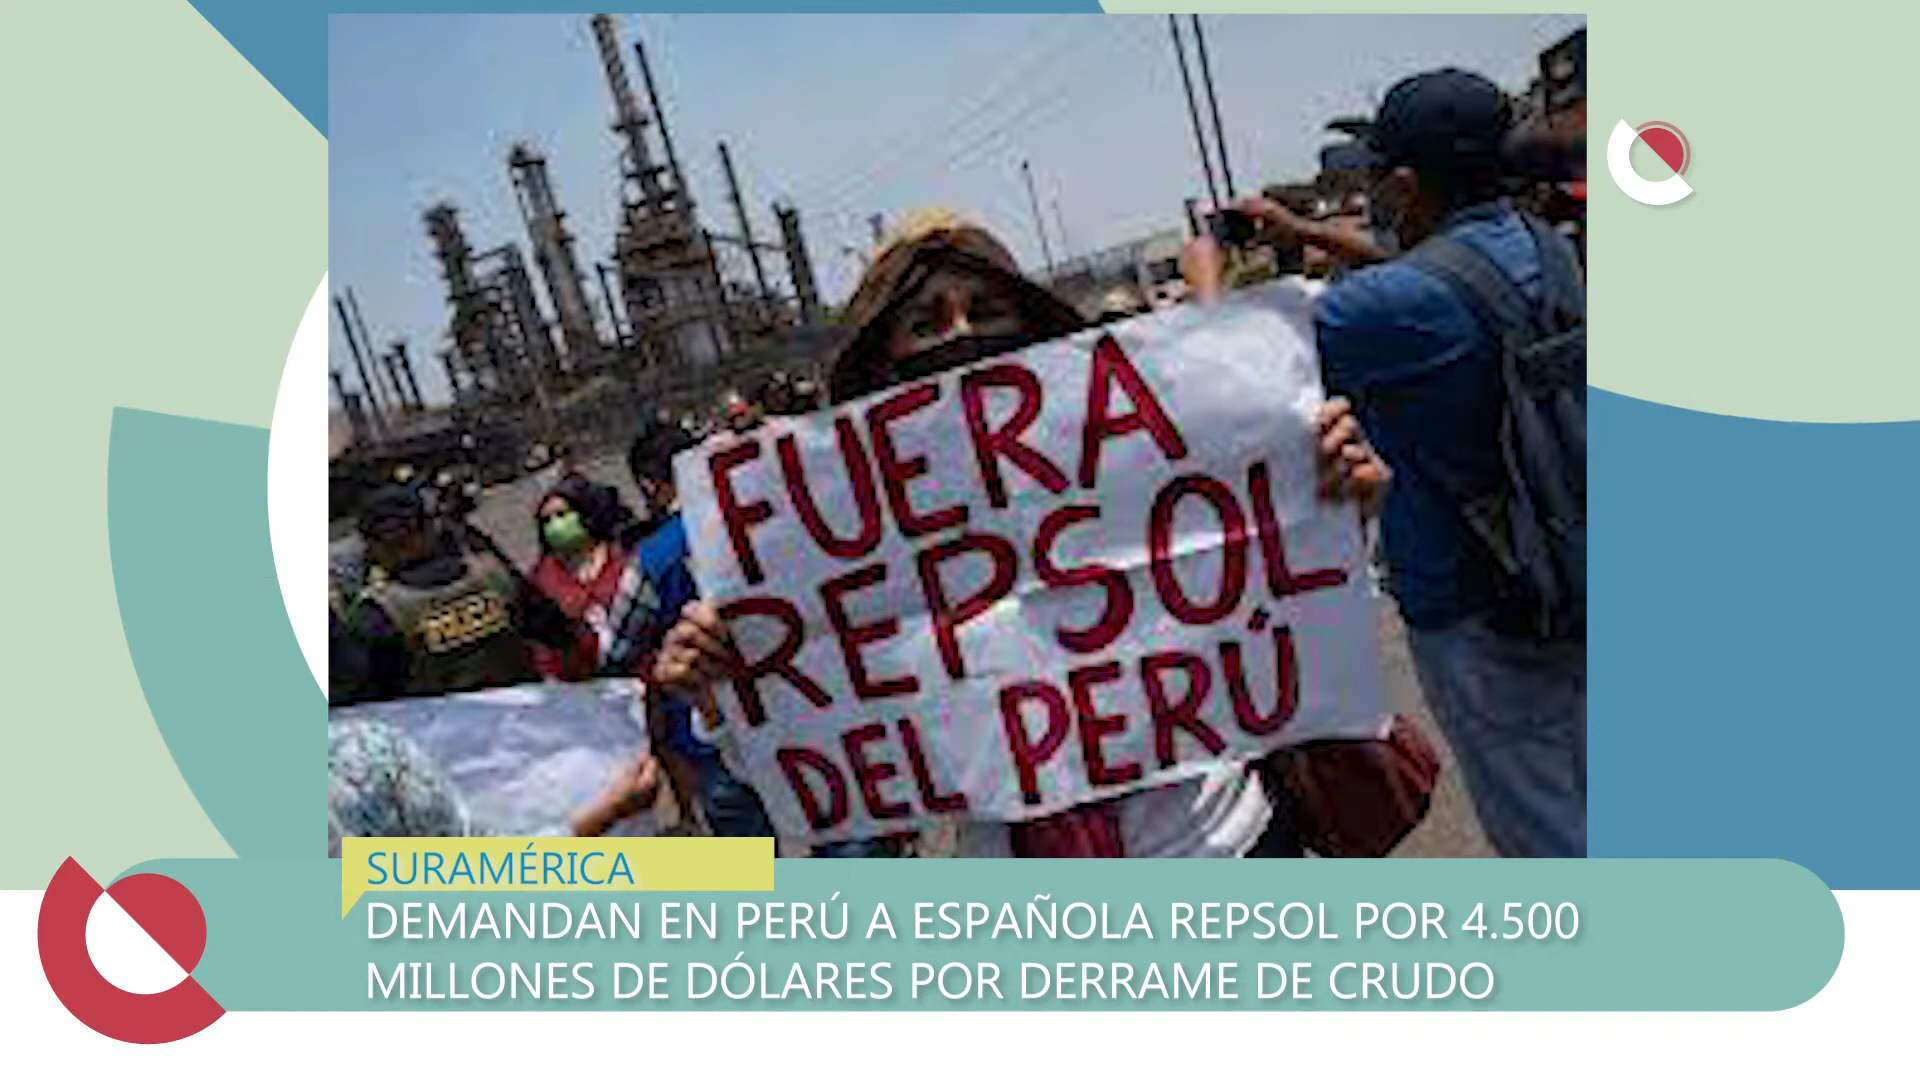 FUERA
REPSOL
DEL PERÚ
POLICIA
SURAMÉRICA
DEMANDAN EN PERÚ A ESPAÑOLA REPSOL POR 4.500
MILLONES DE DÓLARES POR DERRAME DE CRUDO